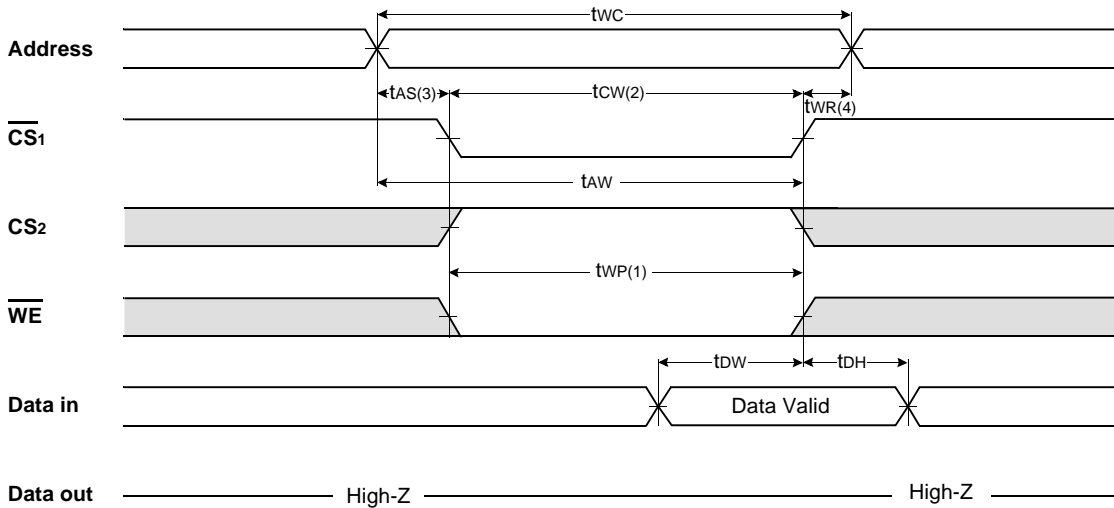 tWC
Address
tAS(3) tCW(2) tWR(4)
CS1
tAW
CS2
tWP(1)
WE
tDW tDH
Data in Data Valid
Data out High-Z High-Z